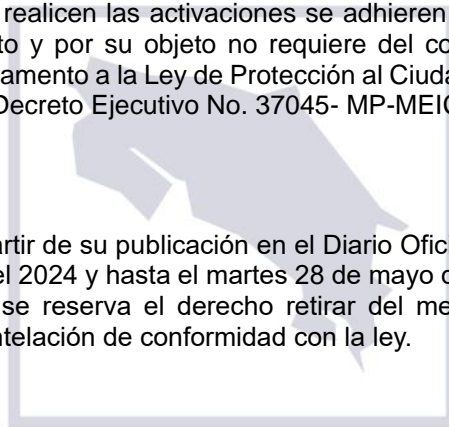 realicen las activaciones se adhieren
to y por su objeto no requiere del co
amento a la Ley de Protección al Ciuda
Decreto Ejecutivo No. 37045- MP-MEIC
artir de su publicación en el Diario Ofici
el 2024 y hasta el martes 28 de mayo d
se reserva el derecho retirar del me
ntelación de conformidad con la ley.